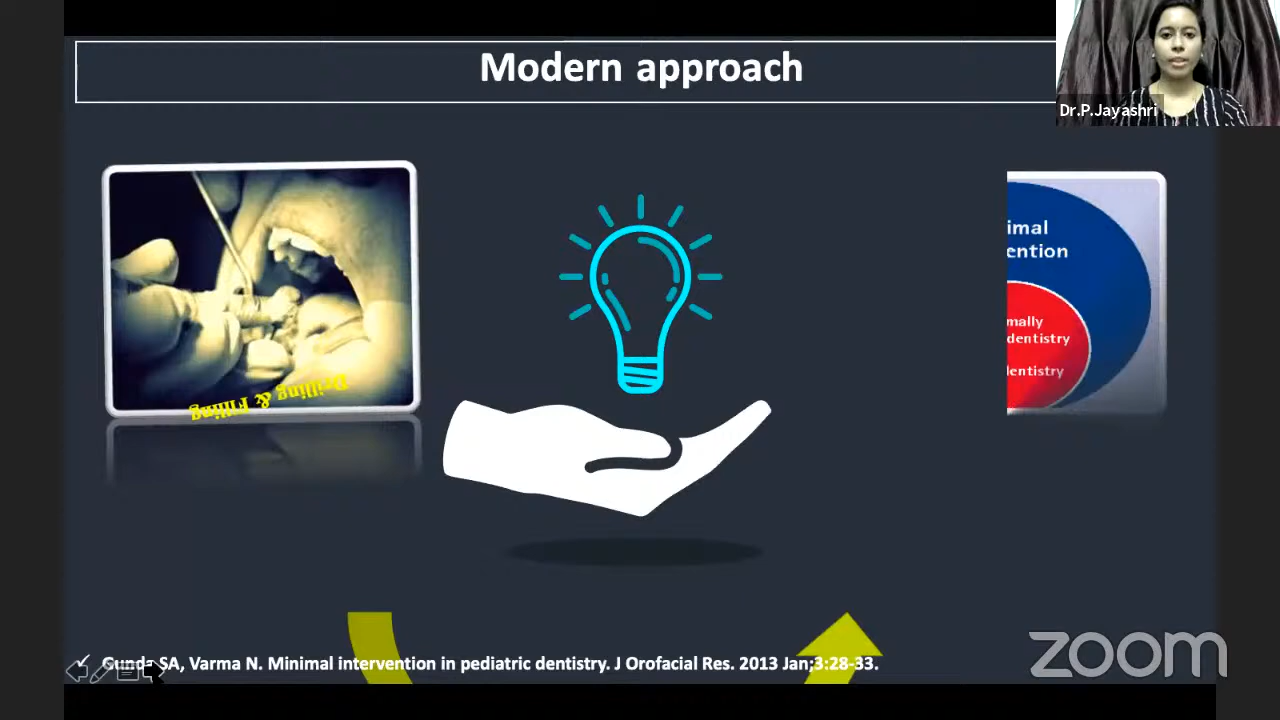 Modern approach
Dr.P.Jayashri
Drilling & Filling
imal
ention
mally
dentistry
dentistry
Gunda SA, Varma N. Minimal intervention in pediatric dentistry. J Orofacial Res. 2013 Jan;3:28-33.
zoom